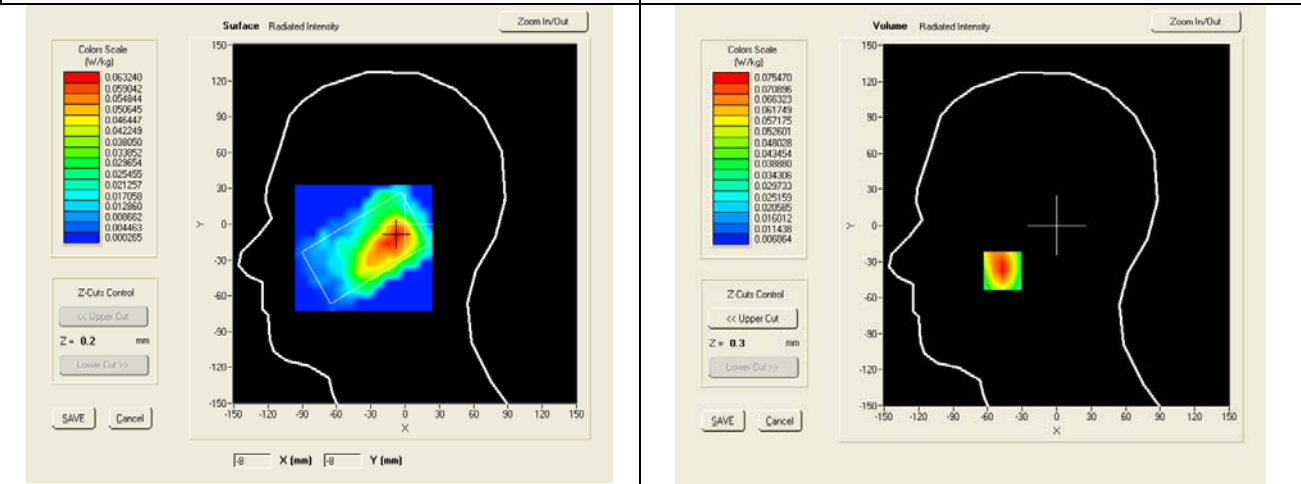 Surface Radiated Intensity
Zoom In/Out
Colors Scale
(W/kg)
0.063240
0.059042
0.054844
0.050645
0.046447
0.042249
0.038050
0.033852
0.029654
0.025455
0.021257
0.017058
0.012860
0.008662
0.004463
0.000265
Z-Cuts Control
<< Upper Cut
Z = 0.2 mm
Lower Cut >>
SAVE Cancel
150
120
90
60
30
0
-30
-60
-90
-120
-150
Y
-150 -120 -90 -60 -30 0 30 60 90 120 150
X
-8 X (mm) -8 Y (mm)
Volume Radiated Intensity
Zoom In/Out
Colors Scale
(W/kg)
0.075470
0.070896
0.066323
0.061749
0.057175
0.052601
0.048028
0.043454
0.038880
0.034306
0.029733
0.025159
0.020585
0.016012
0.011438
0.006864
Z-Cuts Control
<< Upper Cut
Z = 0.3 mm
Lower Cut >>
SAVE Cancel
150
120
90
60
30
0
-30
-60
-90
-120
-150
Y
-150 -120 -90 -60 -30 0 30 60 90 120 150
X